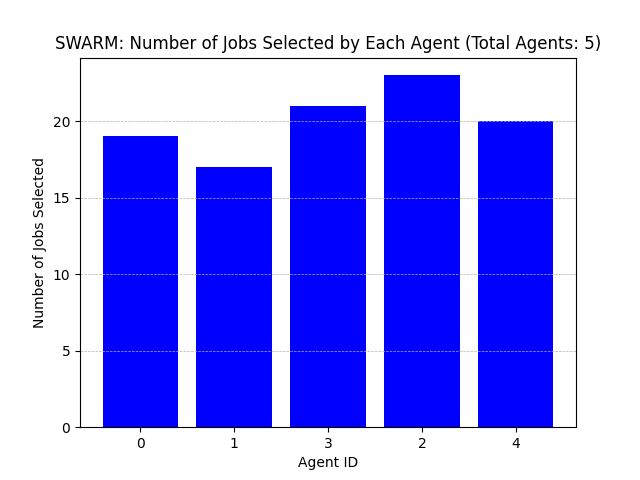 SWARM: Number of Jobs Selected by Each Agent (Total Agents: 5)
Number of Jobs Selected
20
15
10
5
0
0 1 3 2 4
Agent ID